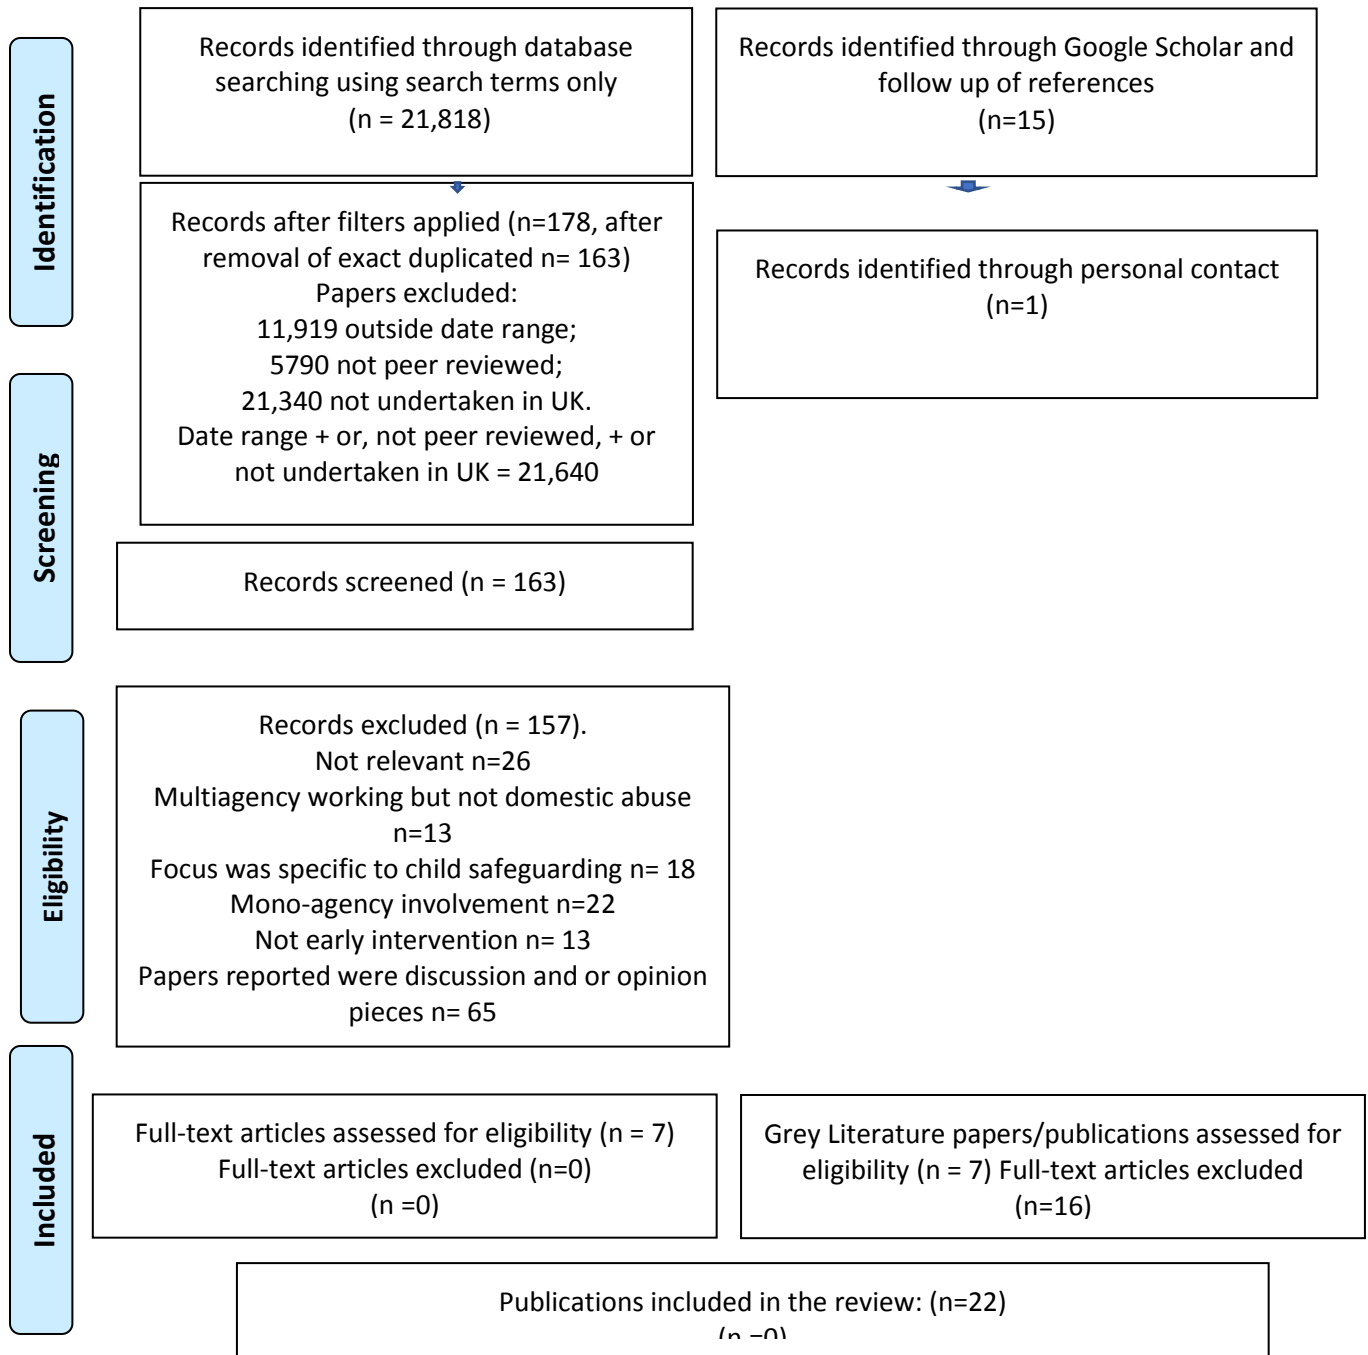 Identification
Records identified through database
searching using search terms only
(n = 21,818)
Records identified through Google Scholar and
follow up of references
(n=15)
Records after filters applied (n=178, after
removal of exact duplicated n= 163)
Papers excluded:
11,919 outside date range;
5790 not peer reviewed;
21,340 not undertaken in UK.
Date range + or, not peer reviewed, + or
not undertaken in UK = 21,640
Records identified through personal contact
(n=1)
Screening
Records screened (n = 163)
Eligibility
Records excluded (n = 157).
Not relevant n=26
Multiagency working but not domestic abuse
n=13
Focus was specific to child safeguarding n= 18
Mono-agency involvement n=22
Not early intervention n= 13
Papers reported were discussion and or opinion
pieces n= 65
Included
Full-text articles assessed for eligibility (n = 7)
Full-text articles excluded (n=0)
(n =0)
Grey Literature papers/publications assessed for
eligibility (n = 7) Full-text articles excluded
(n=16)
Publications included in the review: (n=22)
(n =0)